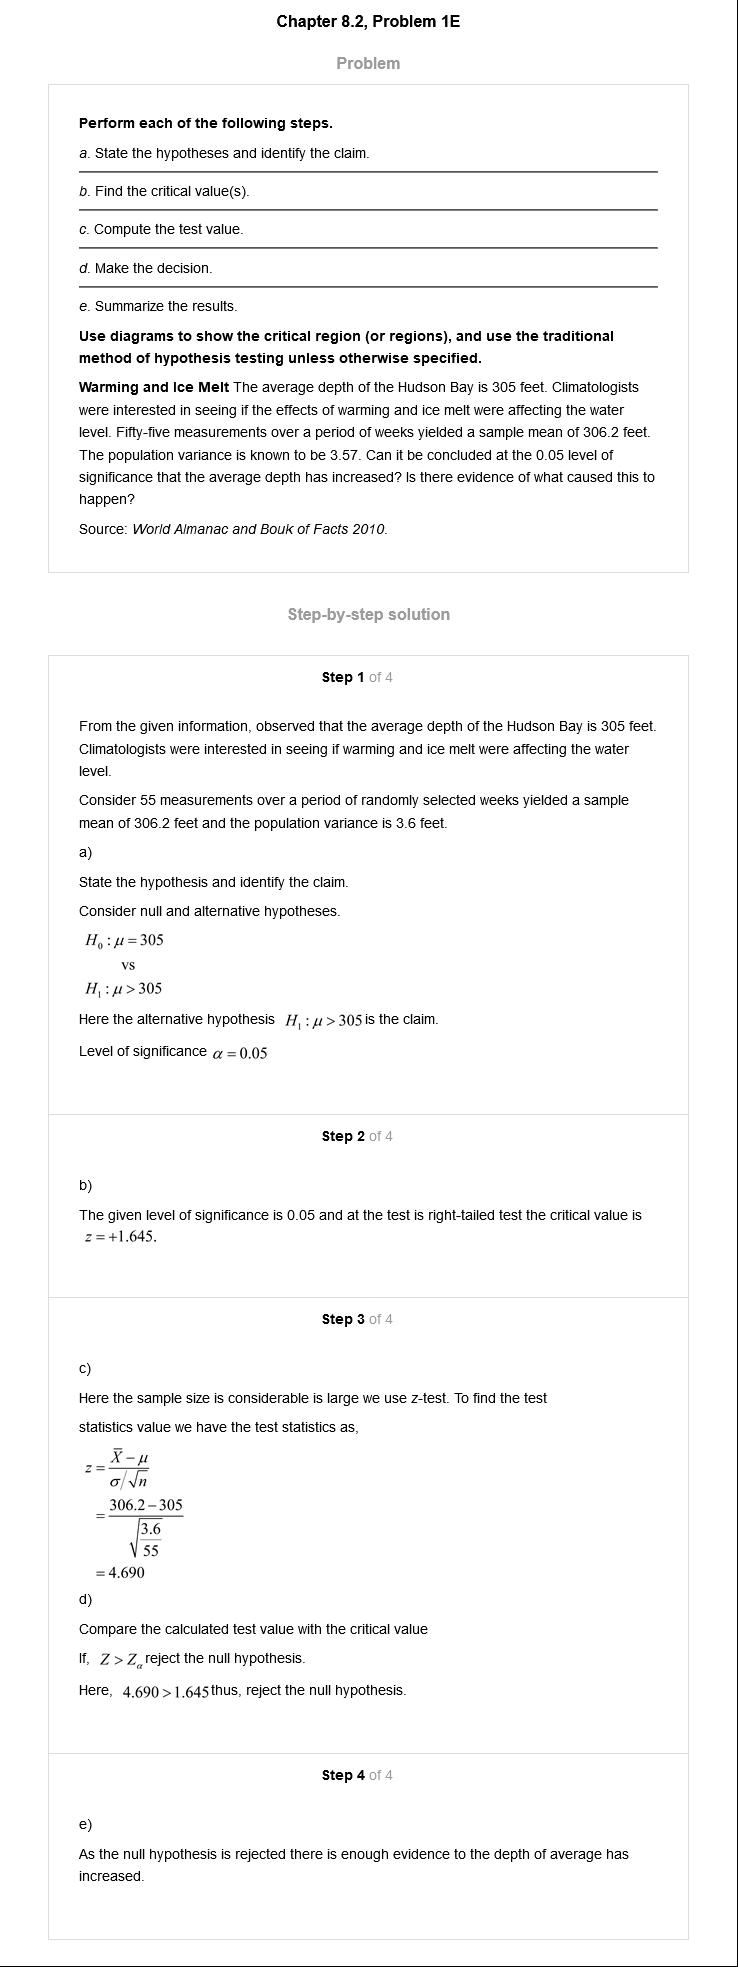 Chapter 8.2, Problem 1E
Problem
Perform each of the following steps.
a. State the hypotheses and identify the claim.
b. Find the critical value(s).
c. Compute the test value.
d. Make the decision.
e. Summarize the results.
Use diagrams to show the critical region (or regions), and use the traditional
method of hypothesis testing unless otherwise specified.
Warming and Ice Melt The average depth of the Hudson Bay is 305 feet. Climatologists
were interested in seeing if the effects of warming and ice melt were affecting the water
level. Fifty-five measurements over a period of weeks yielded a sample mean of 306.2 feet.
The population variance is known to be 3.57. Can it be concluded at the 0.05 level of
significance that the average depth has increased? Is there evidence of what caused this to
happen?
Source: World Almanac and Bouk of Facts 2010.
Step-by-step solution
Step 1 of 4
From the given information, observed that the average depth of the Hudson Bay is 305 feet.
Climatologists were interested in seeing if warming and ice melt were affecting the water
level.
Consider 55 measurements over a period of randomly selected weeks yielded a sample
mean of 306.2 feet and the population variance is 3.6 feet.
a)
State the hypothesis and identify the claim.
Consider null and alternative hypotheses.
H₀ : μ = 305
vs
H₁ : μ > 305
Here the alternative hypothesis H₁ : μ > 305 is the claim.
Level of significance α = 0.05
Step 2 of 4
b)
The given level of significance is 0.05 and at the test is right-tailed test the critical value is
z = +1.645.
Step 3 of 4
c)
Here the sample size is considerable is large we use z-test. To find the test
statistics value we have the test statistics as,
z = (X̄ − μ)/(σ/√n)
= (306.2 − 305)/√(3.6/55)
= 4.690
d)
Compare the calculated test value with the critical value
If, Z > Zα reject the null hypothesis.
Here, 4.690 > 1.645 thus, reject the null hypothesis.
Step 4 of 4
e)
As the null hypothesis is rejected there is enough evidence to the depth of average has
increased.